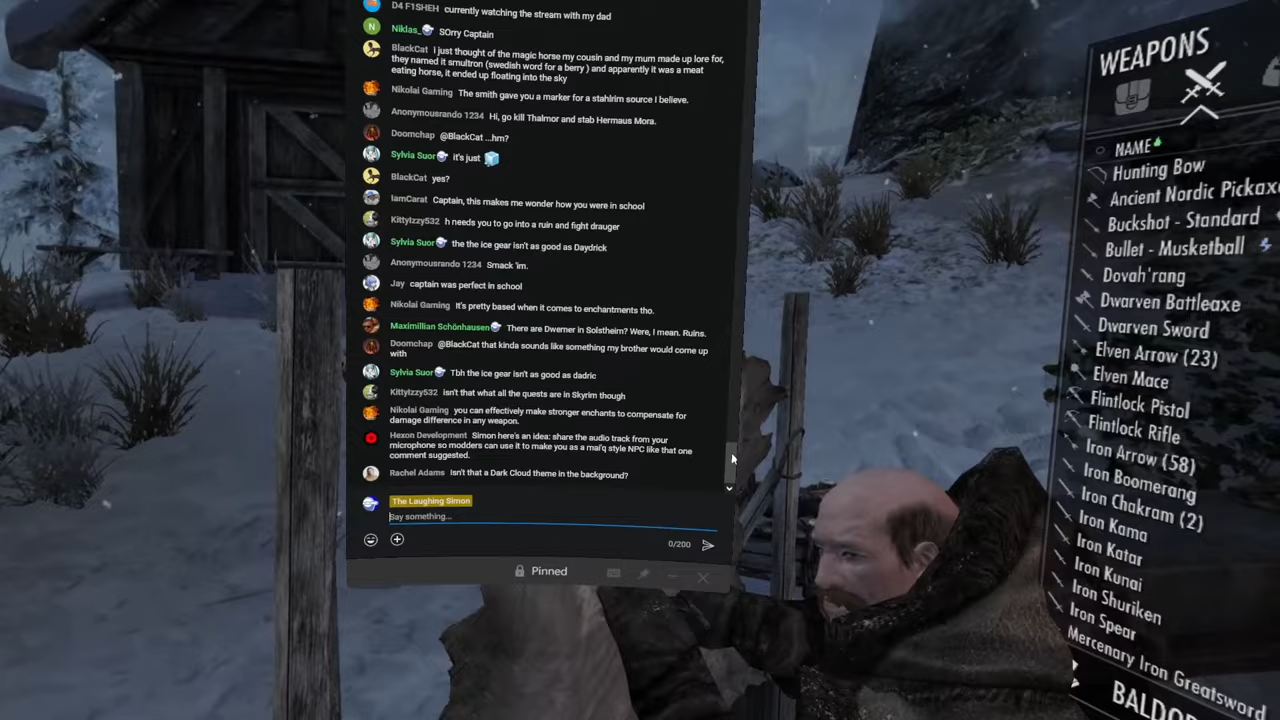 D4 F1SHEH currently watching the stream with my dad
Niklas_ SOrry Captain
BlackCat I just thought of the magic horse my cousin and my mum made up lore for,
they named it smultron (swedish word for a berry ) and apparently it was a meat
eating horse, it ended up floating into the sky
Nikolai Gaming The smith gave you a marker for a stahlrim source I believe.
Anonymousrando 1234 Hi, go kill Thalmor and stab Hermaus Mora.
Doomchap @BlackCat ...hm?
Sylvia Suor it's just
BlackCat yes?
IamCarat Captain, this makes me wonder how you were in school
KittyIzzy532 h needs you to go into a ruin and fight drauger
Sylvia Suor the the ice gear isn't as good as Daydrick
Anonymousrando 1234 Smack 'im.
Jay captain was perfect in school
Nikolai Gaming It's pretty based when it comes to enchantments tho.
Maximillian Schönhausen There are Dwemer in Solstheim? Were, I mean. Ruins.
Doomchap @BlackCat that kinda sounds like something my brother would come up
with
Sylvia Suor Tbh the ice gear isn't as good as dadric
KittyIzzy532 isn't that what all the quests are in Skyrim though
Nikolai Gaming you can effectively make stronger enchants to compensate for
damage difference in any weapon.
Hexon Development Simon here's an idea: share the audio track from your
microphone so modders can use it to make you as a mai'q style NPC like that one
comment suggested.
Rachel Adams Isn't that a Dark Cloud theme in the background?
The Laughing Simon
Say something...
0/200
Pinned
WEAPONS
NAME
Hunting Bow
Ancient Nordic Pickaxe
Buckshot - Standard
Bullet - Musketball
Dovah'rang
Dwarven Battleaxe
Dwarven Sword
Elven Arrow (23)
Elven Mace
Flintlock Pistol
Flintlock Rifle
Iron Arrow (58)
Iron Boomerang
Iron Chakram (2)
Iron Kama
Iron Katar
Iron Kunai
Iron Shuriken
Iron Spear
Mercenary Iron Greatsword
BALDO